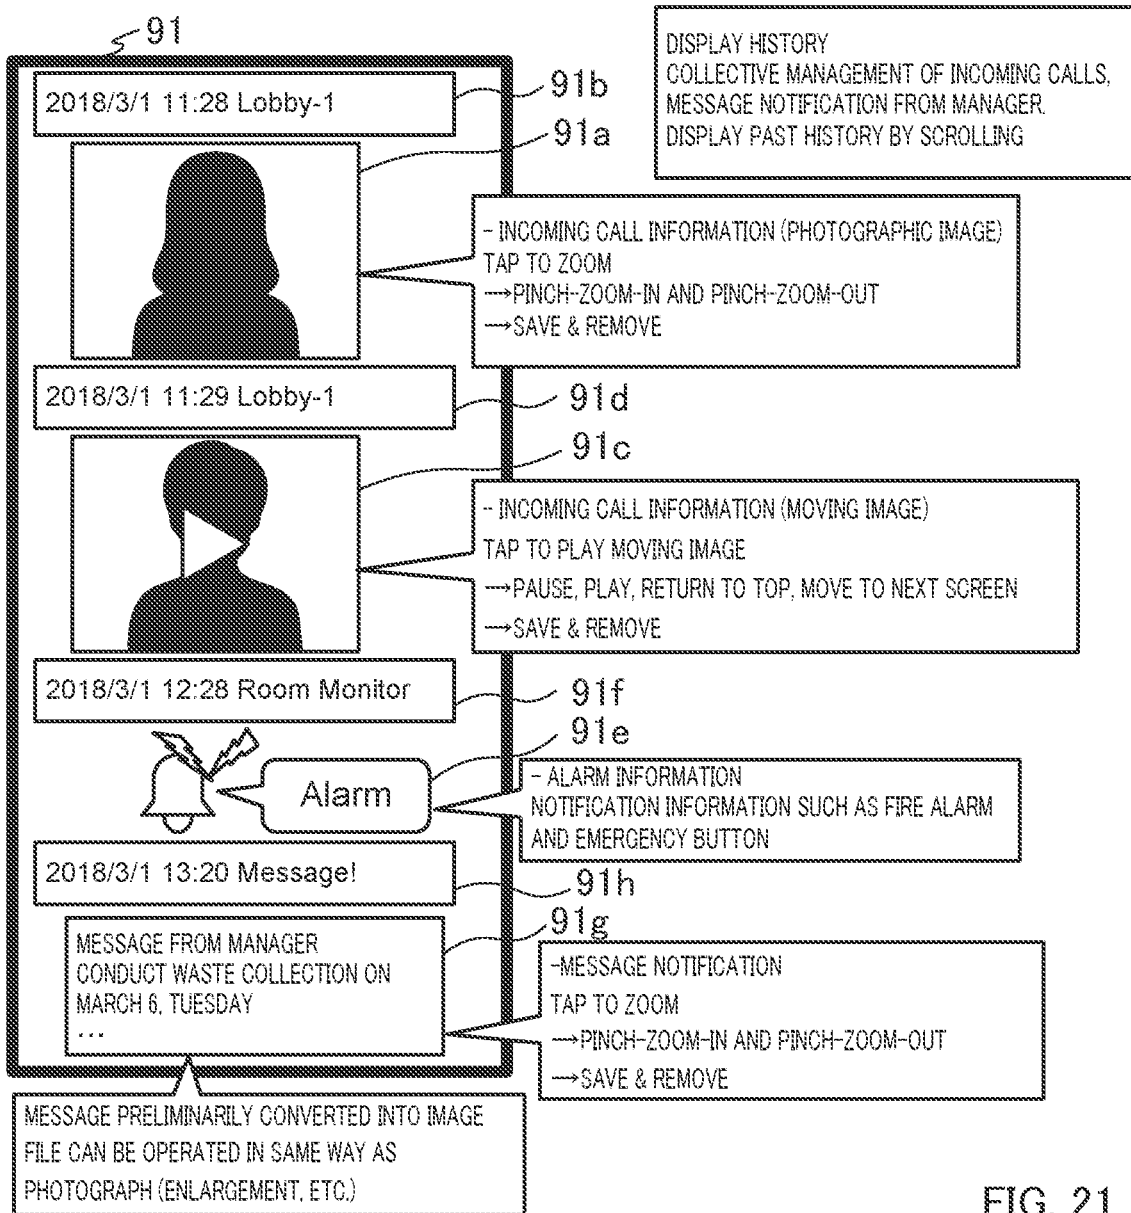 91
DISPLAY HISTORY
COLLECTIVE MANAGEMENT OF INCOMING CALLS,
MESSAGE NOTIFICATION FROM MANAGER.
DISPLAY PAST HISTORY BY SCROLLING
2018/3/1 11:28 Lobby-1
91b
91a
- INCOMING CALL INFORMATION (PHOTOGRAPHIC IMAGE)
TAP TO ZOOM
→PINCH-ZOOM-IN AND PINCH-ZOOM-OUT
→SAVE & REMOVE
2018/3/1 11:29 Lobby-1
91d
91c
- INCOMING CALL INFORMATION (MOVING IMAGE)
TAP TO PLAY MOVING IMAGE
→PAUSE, PLAY, RETURN TO TOP, MOVE TO NEXT SCREEN
→SAVE & REMOVE
2018/3/1 12:28 Room Monitor
91f
91e
Alarm
- ALARM INFORMATION
NOTIFICATION INFORMATION SUCH AS FIRE ALARM
AND EMERGENCY BUTTON
2018/3/1 13:20 Message!
91h
91g
MESSAGE FROM MANAGER
CONDUCT WASTE COLLECTION ON
MARCH 6, TUESDAY
...
-MESSAGE NOTIFICATION
TAP TO ZOOM
→PINCH-ZOOM-IN AND PINCH-ZOOM-OUT
→SAVE & REMOVE
MESSAGE PRELIMINARILY CONVERTED INTO IMAGE
FILE CAN BE OPERATED IN SAME WAY AS
PHOTOGRAPH (ENLARGEMENT, ETC.)
FIG. 21